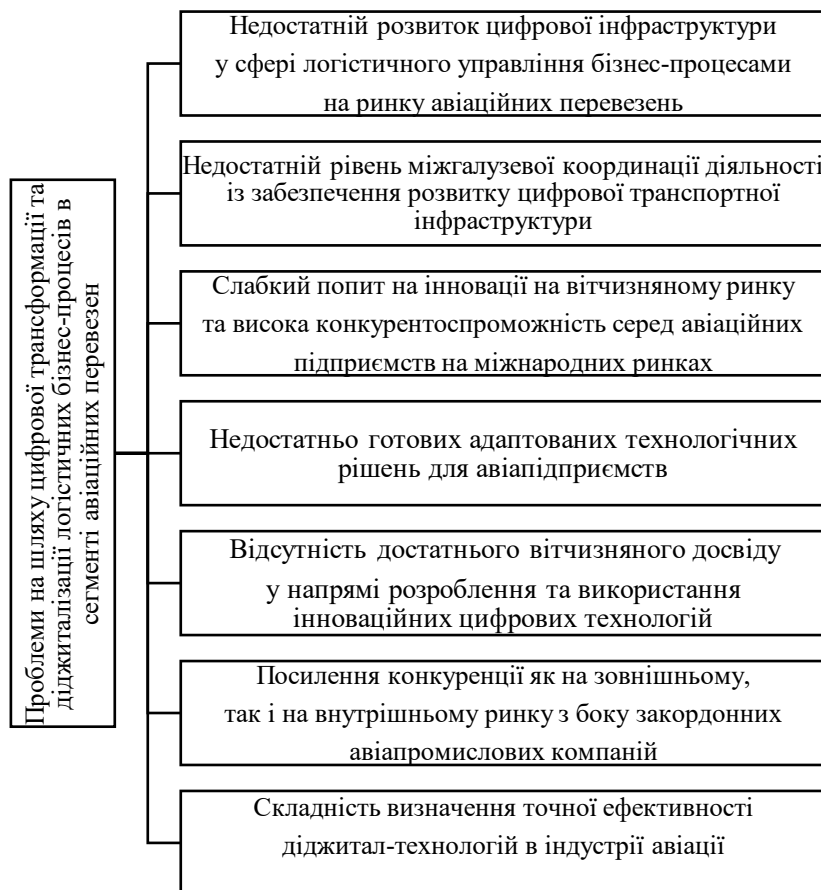 Проблеми на шляху цифрової трансформації та
діджиталізації логістичних бізнес-процесів в
сегменті авіаційних перевезен
Недостатній розвиток цифрової інфраструктури
у сфері логістичного управління бізнес-процесами
на ринку авіаційних перевезень
Недостатній рівень міжгалузевої координації діяльності
із забезпечення розвитку цифрової транспортної
інфраструктури
Слабкий попит на інновації на вітчизняному ринку
та висока конкурентоспроможність серед авіаційних
підприємств на міжнародних ринках
Недостатньо готових адаптованих технологічних
рішень для авіапідприємств
Відсутність достатнього вітчизняного досвіду
у напрямі розроблення та використання
інноваційних цифрових технологій
Посилення конкуренції як на зовнішньому,
так і на внутрішньому ринку з боку закордонних
авіапромислових компаній
Складність визначення точної ефективності
діджитал-технологій в індустрії авіації